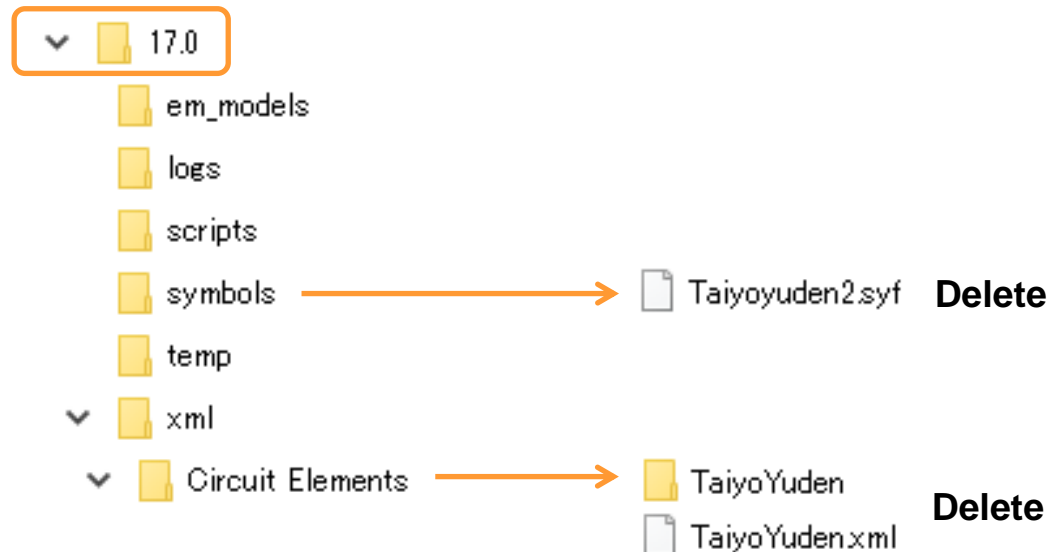 17.0
em_models
logs
scripts
symbols Taiyoyuden2.syf Delete
temp
xml
Circuit Elements TaiyoYuden
Delete
TaiyoYuden.xml